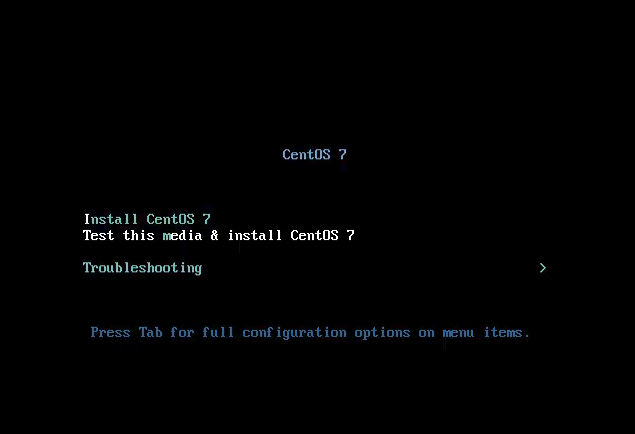 CentOS 7
Install CentOS 7
Test this media & install CentOS 7
Troubleshooting >
Press Tab for full configuration options on menu items.